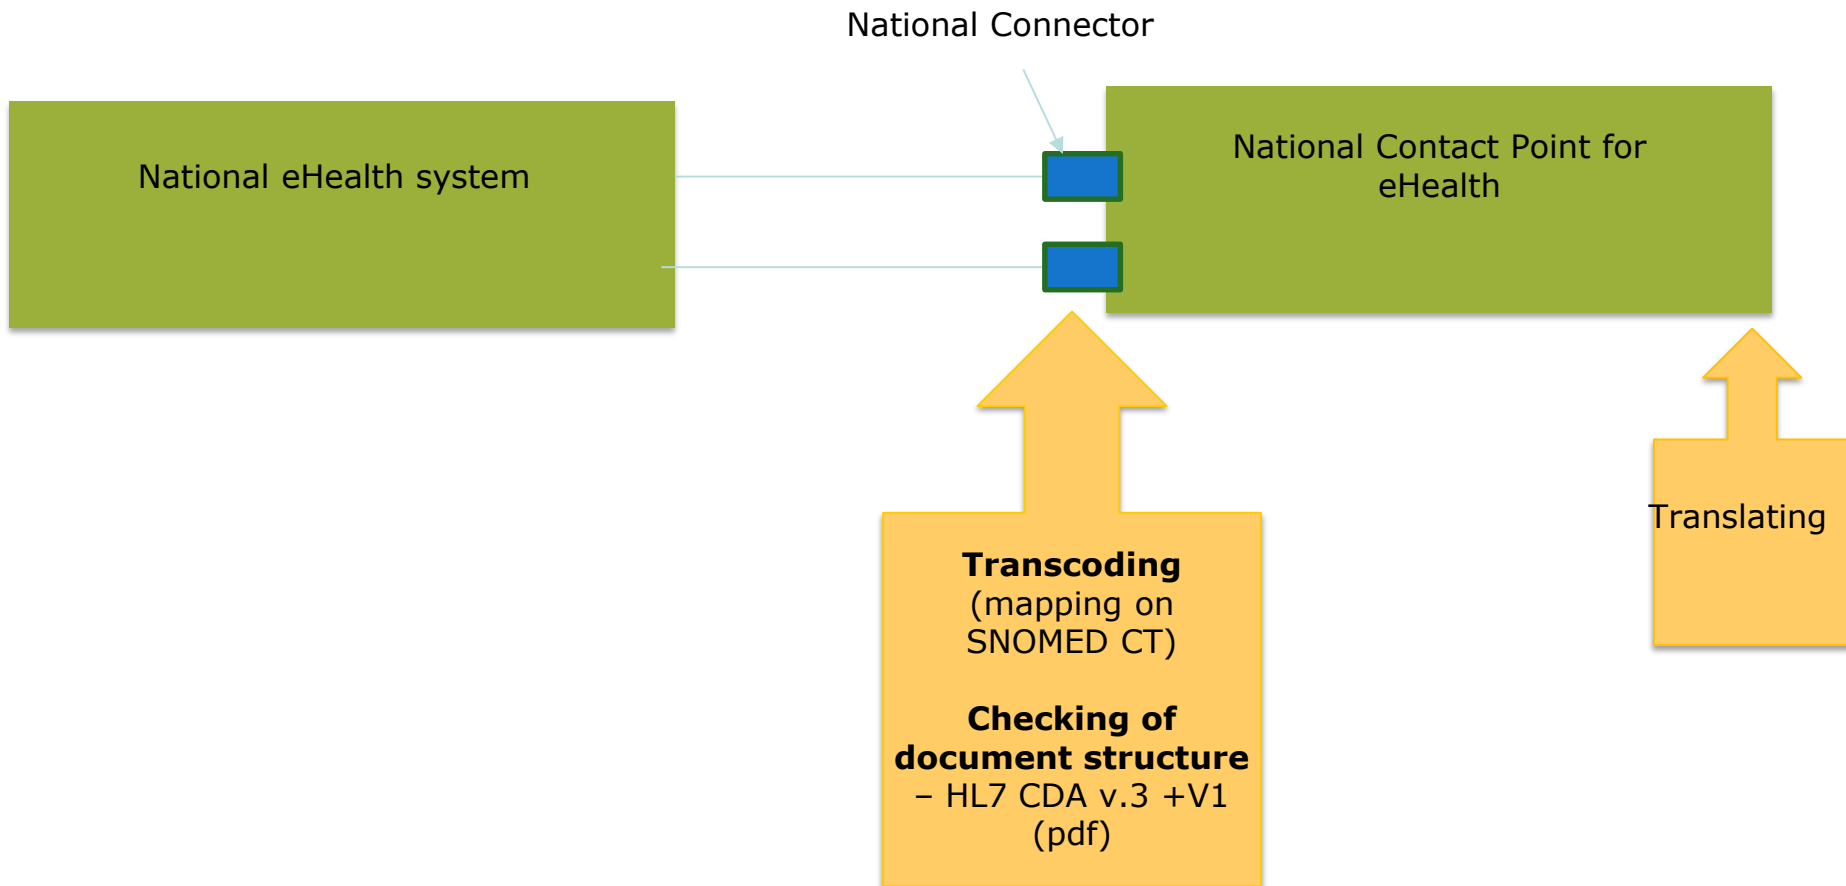 National Connector
National eHealth system
National Contact Point for
eHealth
Transcoding
(mapping on
SNOMED CT)
Checking of
document structure
– HL7 CDA v.3 +V1
(pdf)
Translating